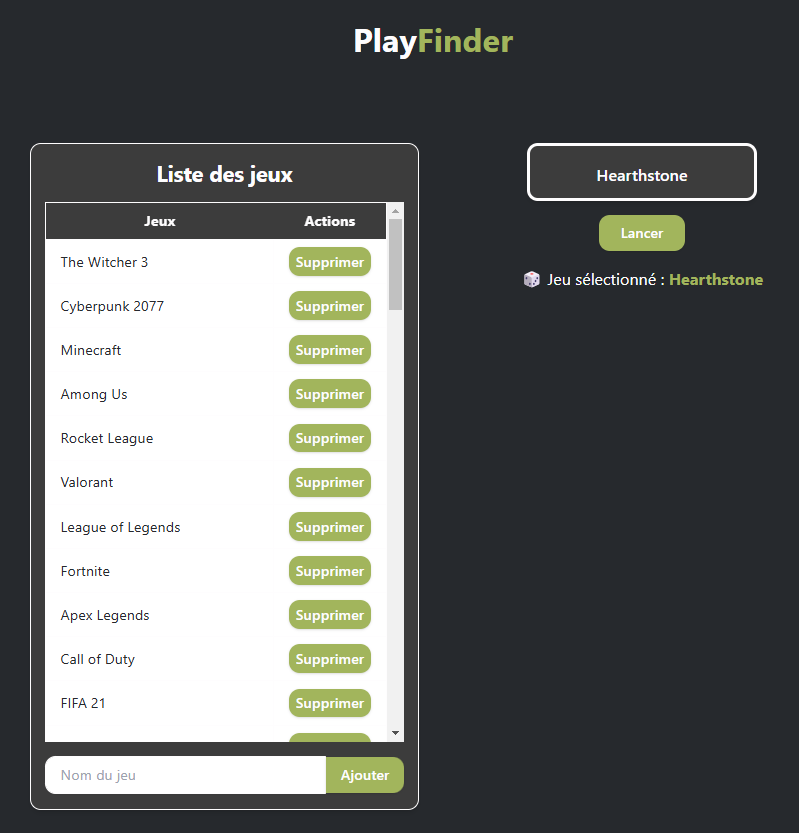 PlayFinder
Liste des jeux
Jeux Actions
The Witcher 3 Supprimer
Cyberpunk 2077 Supprimer
Minecraft Supprimer
Among Us Supprimer
Rocket League Supprimer
Valorant Supprimer
League of Legends Supprimer
Fortnite Supprimer
Apex Legends Supprimer
Call of Duty Supprimer
FIFA 21 Supprimer
Nom du jeu Ajouter
Hearthstone
Lancer
🎲 Jeu sélectionné : Hearthstone